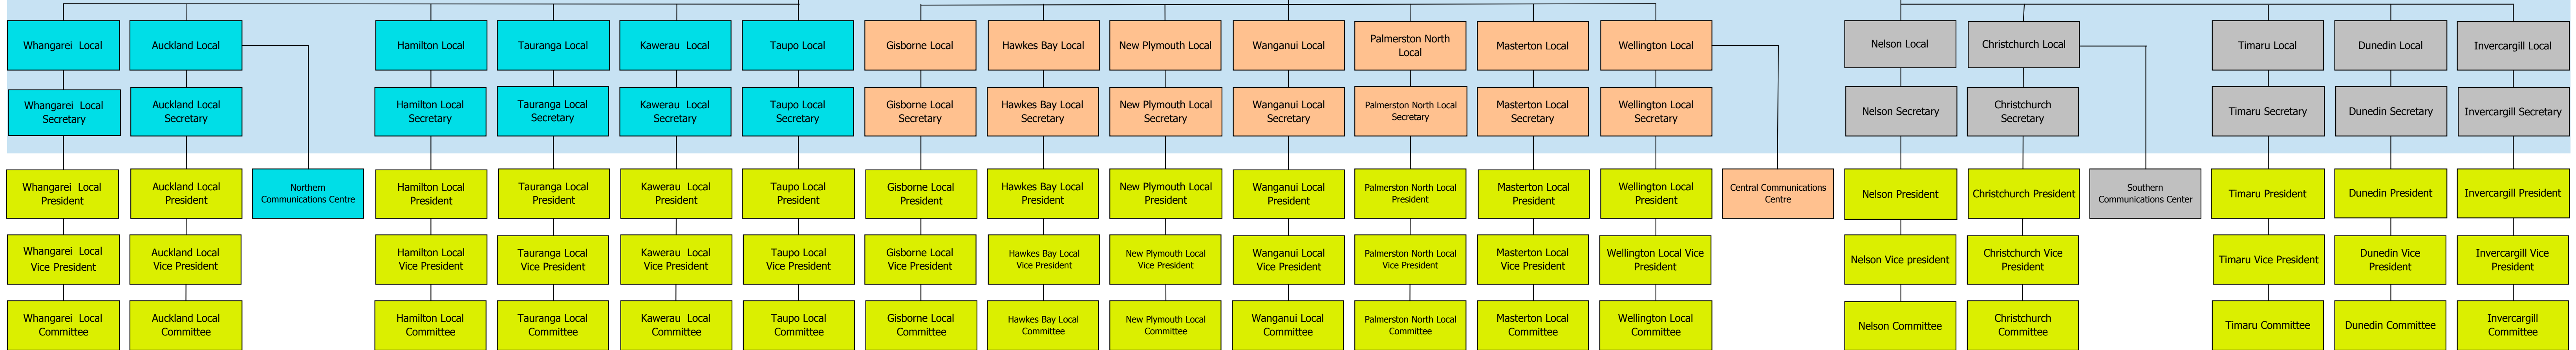 Whangarei Local
Auckland Local
Hamilton Local
Tauranga Local
Kawerau Local
Taupo Local
Gisborne Local
Hawkes Bay Local
New Plymouth Local
Wanganui Local
Palmerston North
Local
Masterton Local
Wellington Local
Nelson Local
Christchurch Local
Timaru Local
Dunedin Local
Invercargill Local
Whangarei Local
Secretary
Auckland Local
Secretary
Hamilton Local
Secretary
Tauranga Local
Secretary
Kawerau Local
Secretary
Taupo Local
Secretary
Gisborne Local
Secretary
Hawkes Bay Local
Secretary
New Plymouth Local
Secretary
Wanganui Local
Secretary
Palmerston North Local
Secretary
Masterton Local
Secretary
Wellington Local
Secretary
Nelson Secretary
Christchurch
Secretary
Timaru Secretary
Dunedin Secretary
Invercargill Secretary
Whangarei Local
President
Auckland Local
President
Northern
Communications Centre
Hamilton Local
President
Tauranga Local
President
Kawerau Local
President
Taupo Local
President
Gisborne Local
President
Hawkes Bay Local
President
New Plymouth Local
President
Wanganui Local
President
Palmerston North Local
President
Masterton Local
President
Wellington Local
President
Central Communications
Centre
Nelson President
Christchurch President
Southern
Communications Center
Timaru President
Dunedin President
Invercargill President
Whangarei Local
Vice President
Auckland Local
Vice President
Hamilton Local
Vice President
Tauranga Local
Vice President
Kawerau Local
Vice President
Taupo Local
Vice President
Gisborne Local
Vice President
Hawkes Bay Local
Vice President
New Plymouth Local
Vice President
Wanganui Local
Vice President
Palmerston North Local
Vice President
Masterton Local
Vice President
Wellington Local Vice
President
Nelson Vice president
Christchurch Vice
President
Timaru Vice President
Dunedin Vice
President
Invercargill Vice
President
Whangarei Local
Committee
Auckland Local
Committee
Hamilton Local
Committee
Tauranga Local
Committee
Kawerau Local
Committee
Taupo Local
Committee
Gisborne Local
Committee
Hawkes Bay Local
Committee
New Plymouth Local
Committee
Wanganui Local
Committee
Palmerston North Local
Committee
Masterton Local
Committee
Wellington Local
Committee
Nelson Committee
Christchurch
Committee
Timaru Committee
Dunedin Committee
Invercargill
Committee